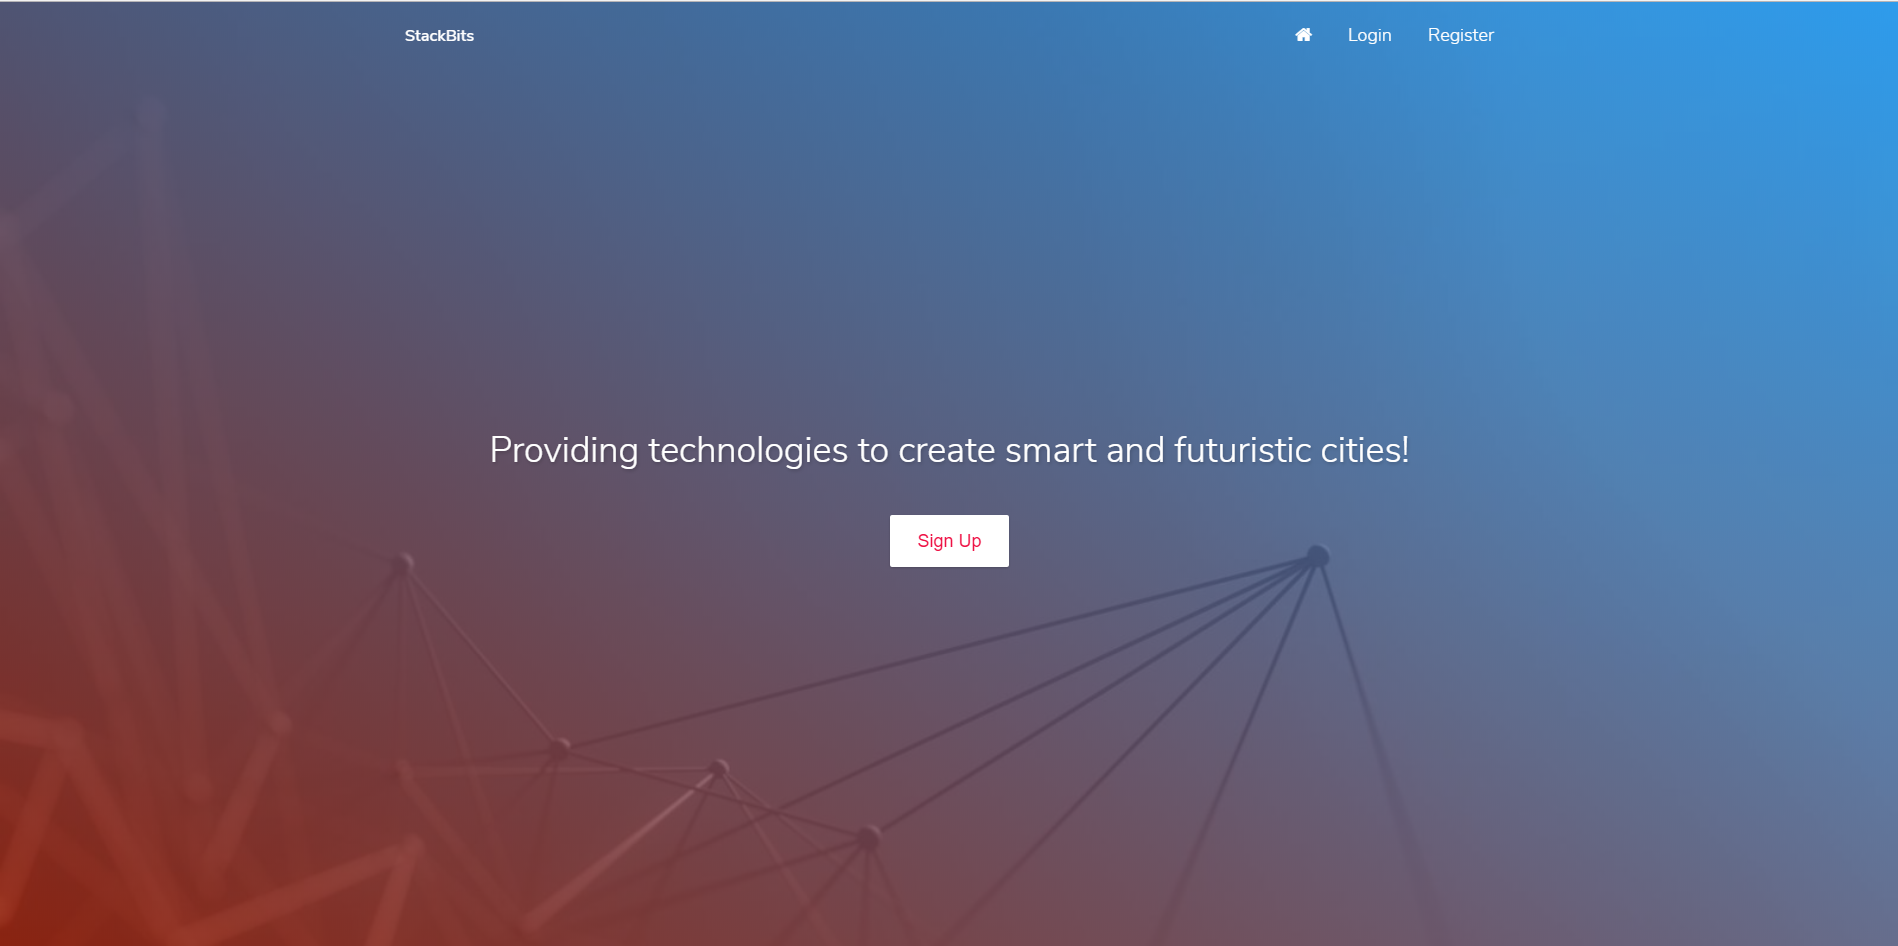 StackBits
Login
Register
Providing technologies to create smart and futuristic cities!
Sign Up